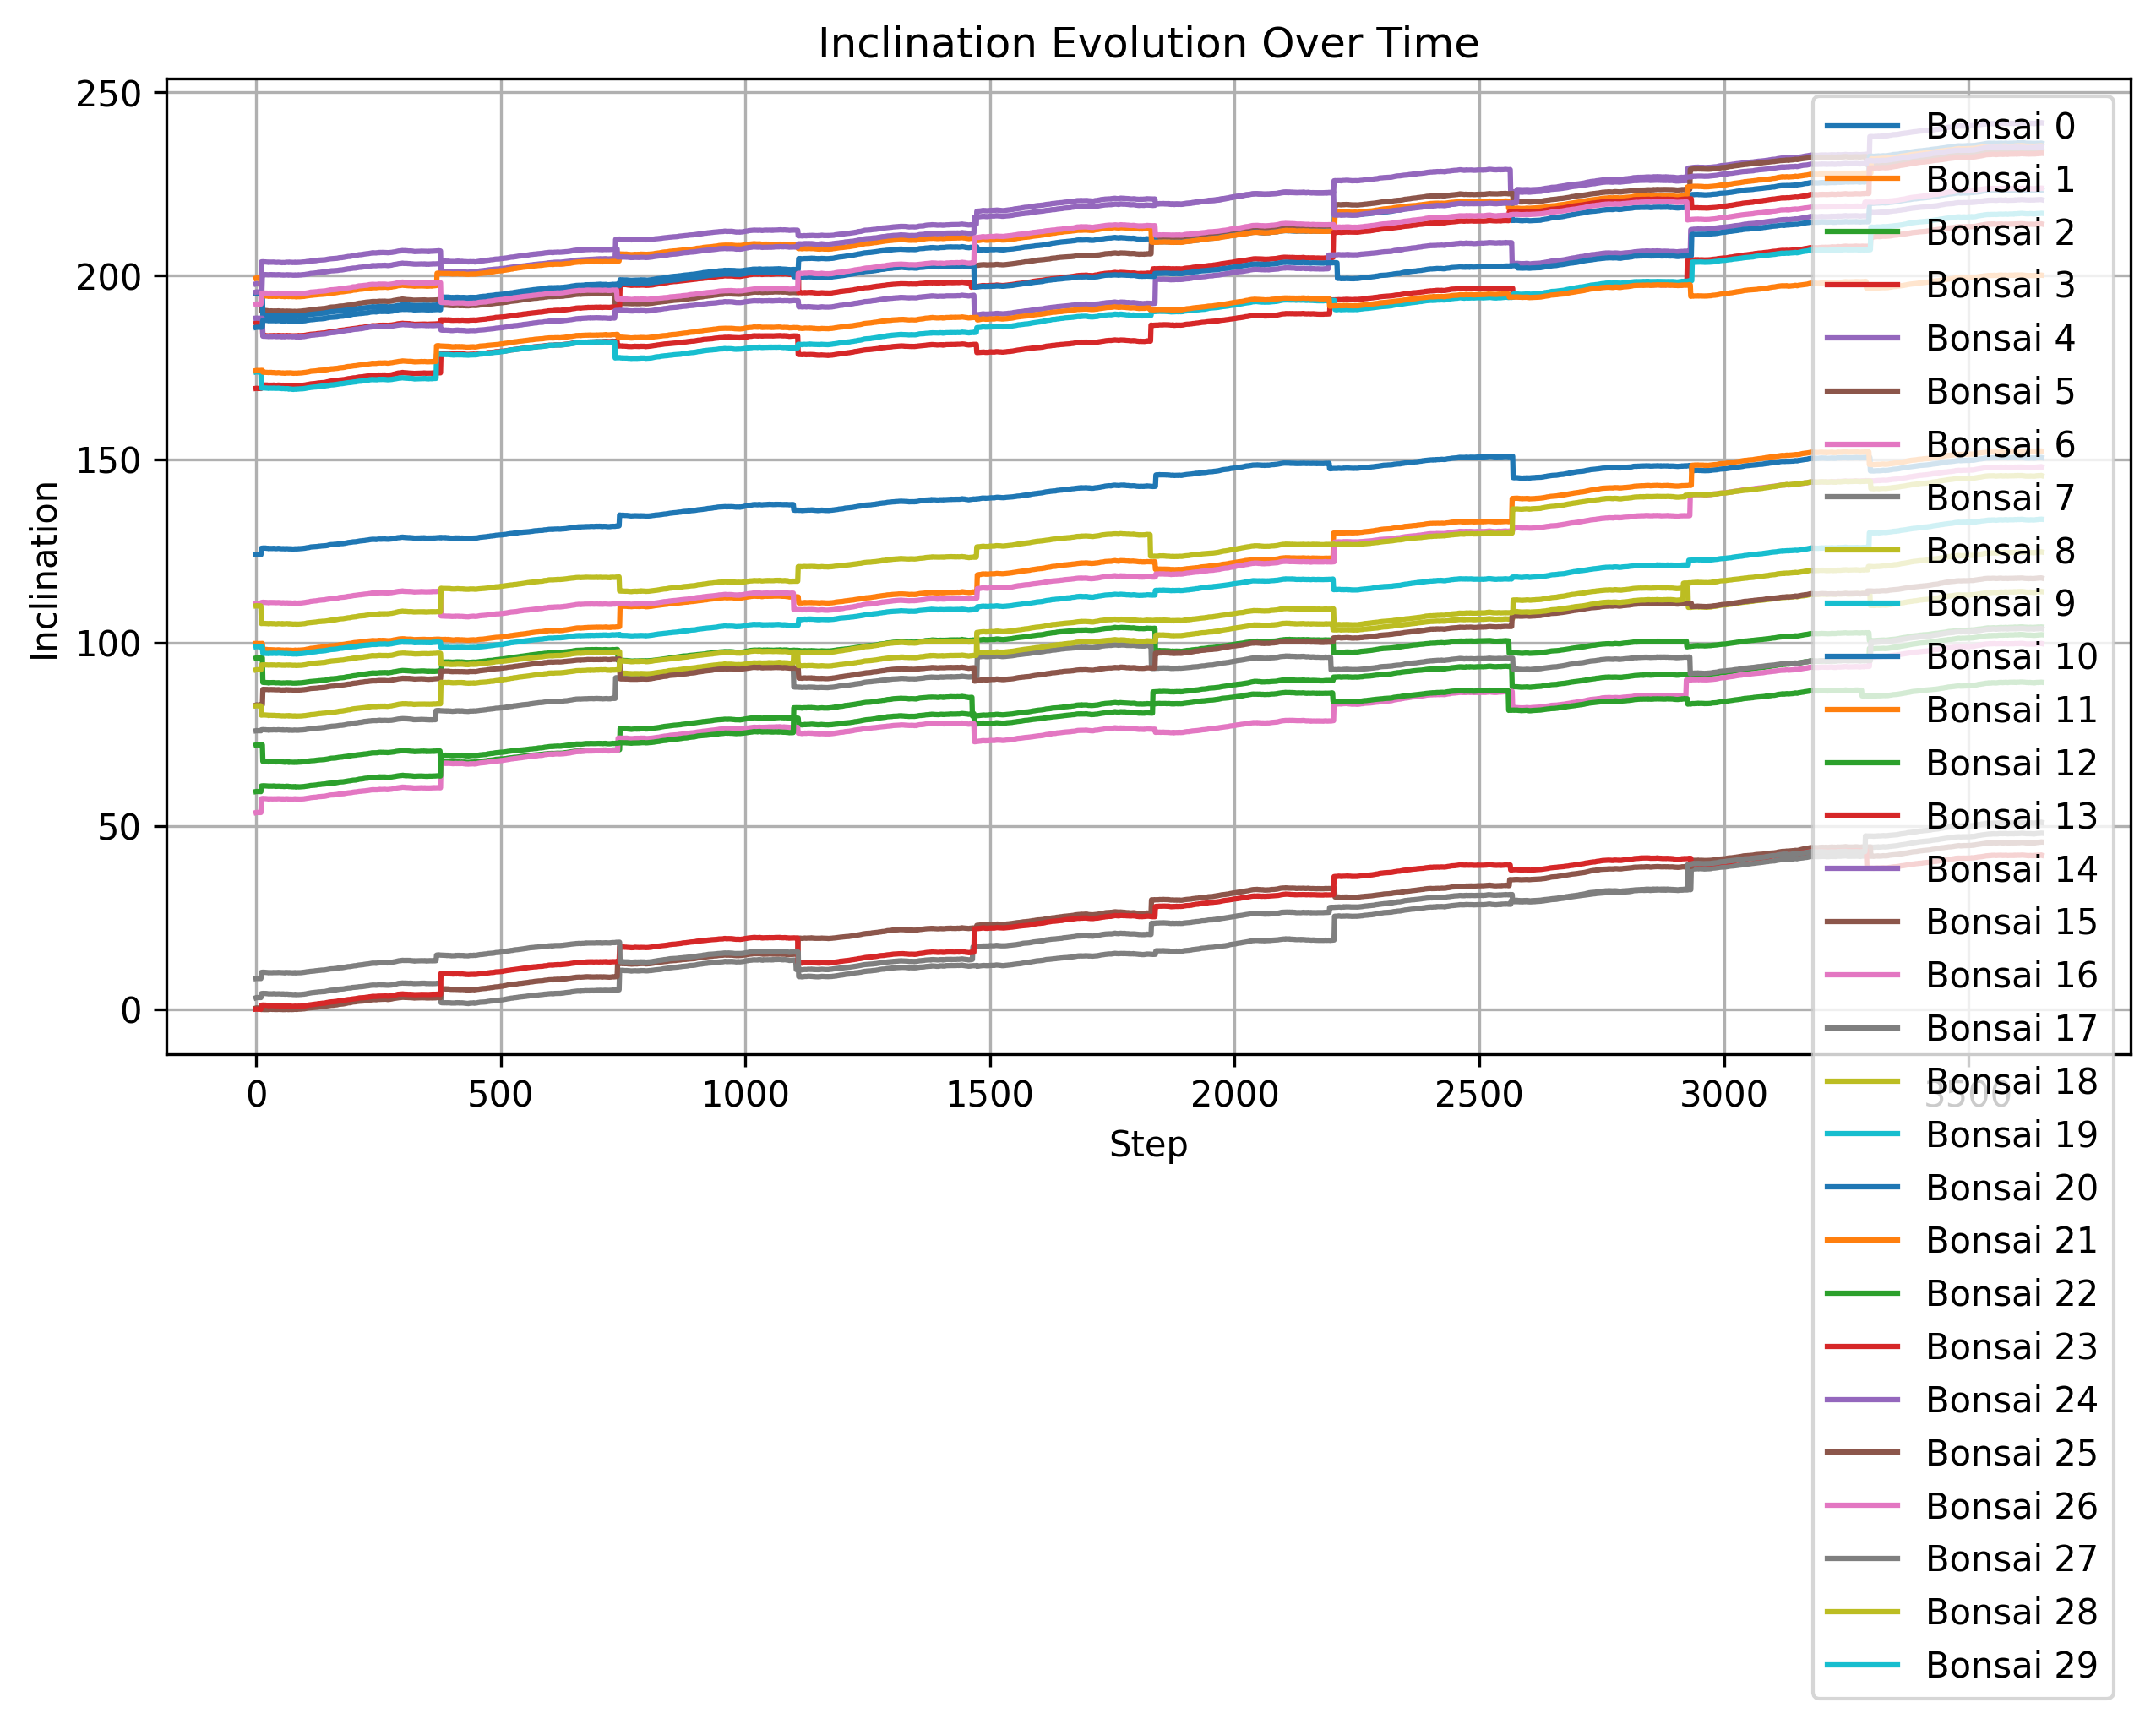 Inclination Evolution Over Time
250
200
150
100
50
0
Inclination
0 500 1000 1500 2000 2500 3000 3500
Step
Bonsai 0
Bonsai 1
Bonsai 2
Bonsai 3
Bonsai 4
Bonsai 5
Bonsai 6
Bonsai 7
Bonsai 8
Bonsai 9
Bonsai 10
Bonsai 11
Bonsai 12
Bonsai 13
Bonsai 14
Bonsai 15
Bonsai 16
Bonsai 17
Bonsai 18
Bonsai 19
Bonsai 20
Bonsai 21
Bonsai 22
Bonsai 23
Bonsai 24
Bonsai 25
Bonsai 26
Bonsai 27
Bonsai 28
Bonsai 29